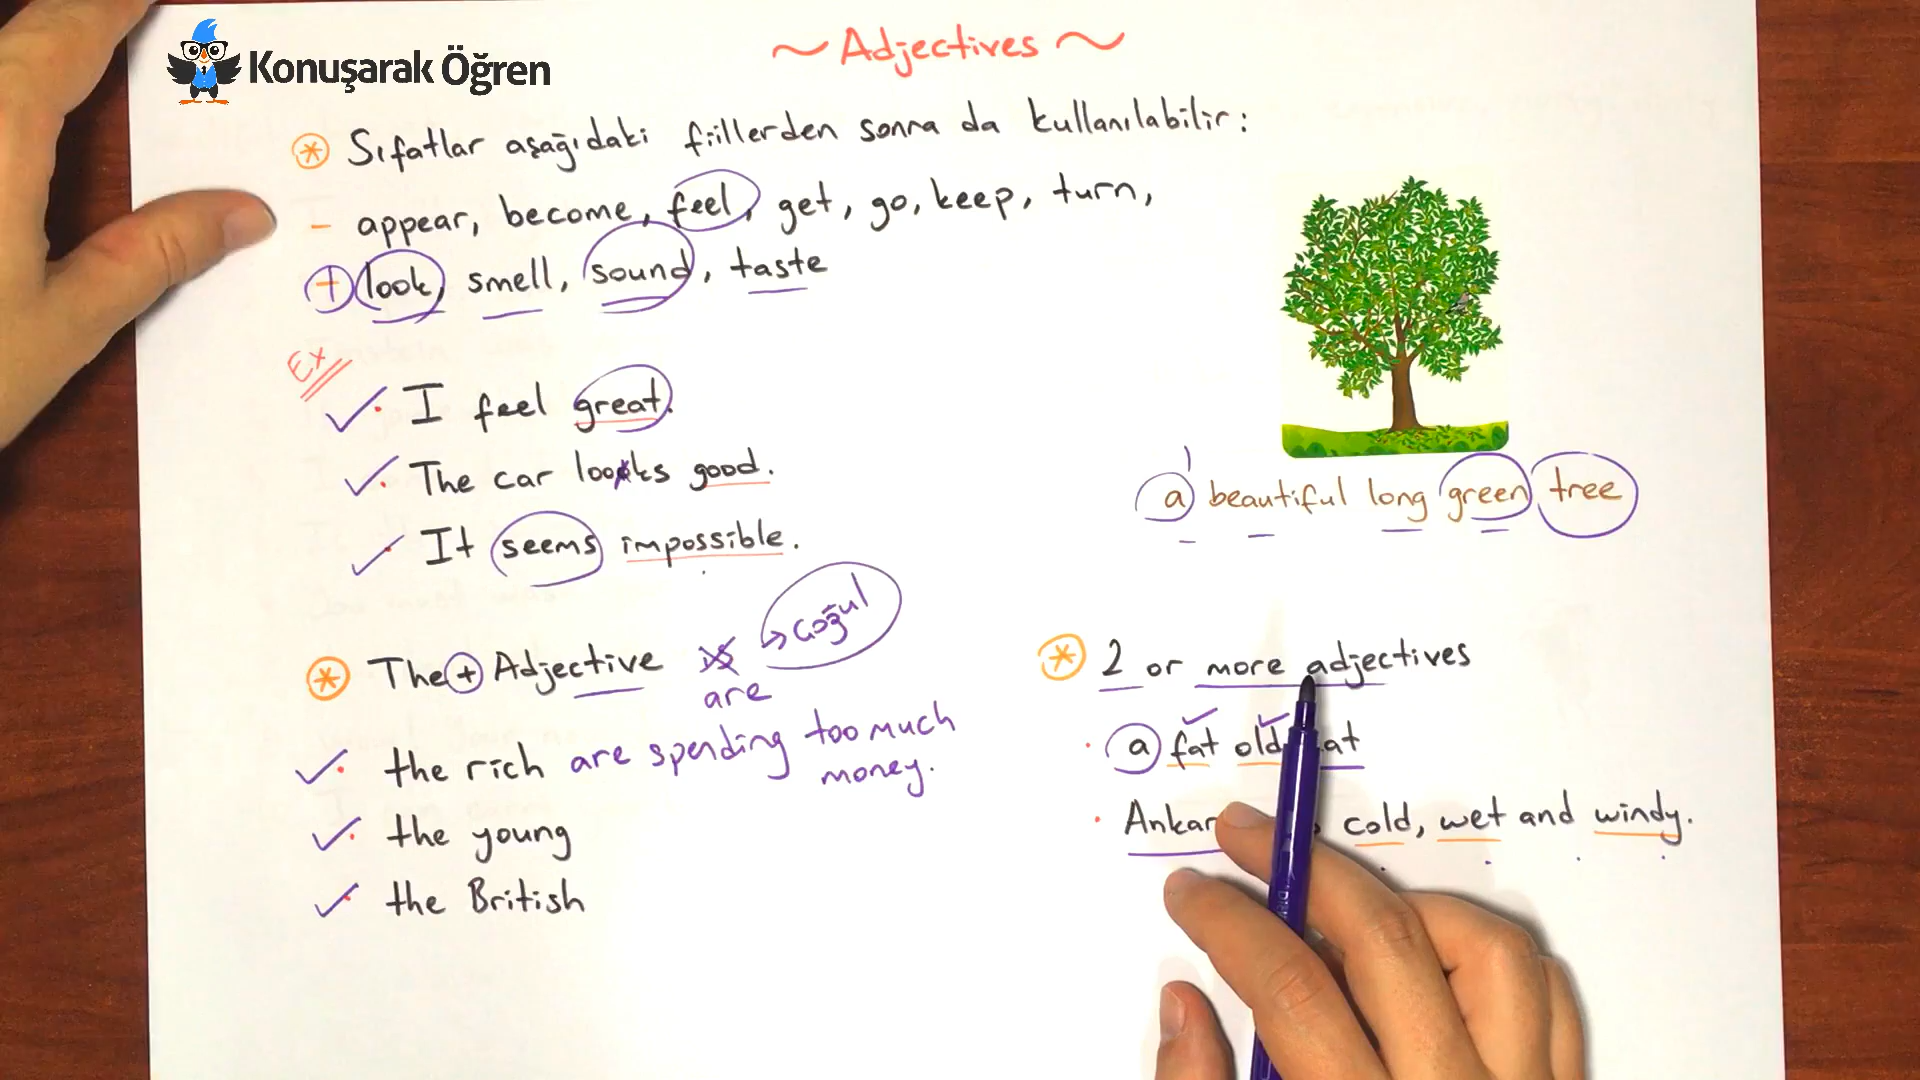 Konuşarak Öğren
~ Adjectives ~
Sıfatlar aşağıdaki fiillerden sonra da kullanılabilir:
- appear, become, feel, get, go, keep, turn,
+ look, smell, sound, taste
Ex
I feel great.
The car looks good.
It seems impossible.
a beautiful long green tree
The + Adjective
→ çoğul
are
the rich are spending too much
money.
the young
the British
2 or more adjectives
a fat old
cold, wet and windy.